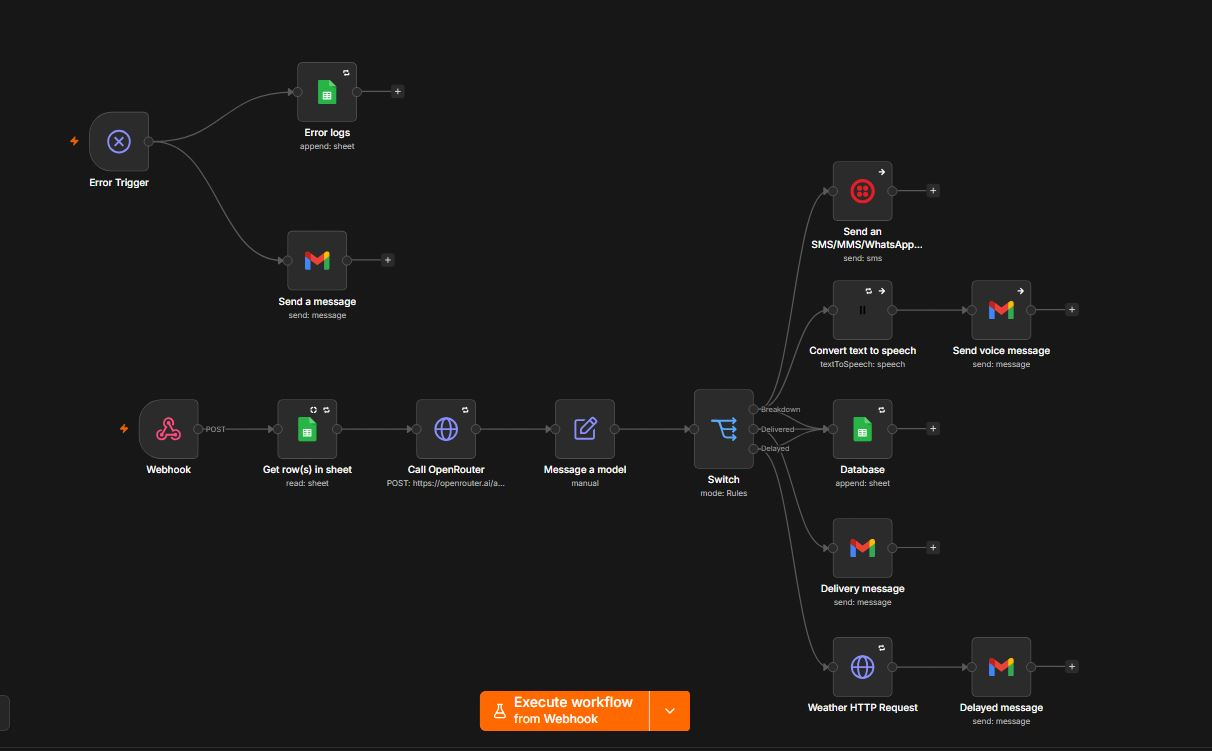 Error logs
append: sheet
Error Trigger
Send a message
send: message
Send an
SMS/MMS/WhatsApp...
send: sms
Convert text to speech
textToSpeech: speech
Send voice message
send: message
POST
Webhook
Get row(s) in sheet
read: sheet
Call OpenRouter
POST: https://openrouter.ai/a...
Message a model
manual
Breakdown
Delivered
Delayed
Switch
mode: Rules
Database
append: sheet
Delivery message
send: message
Weather HTTP Request
Delayed message
send: message
Execute workflow
from Webhook